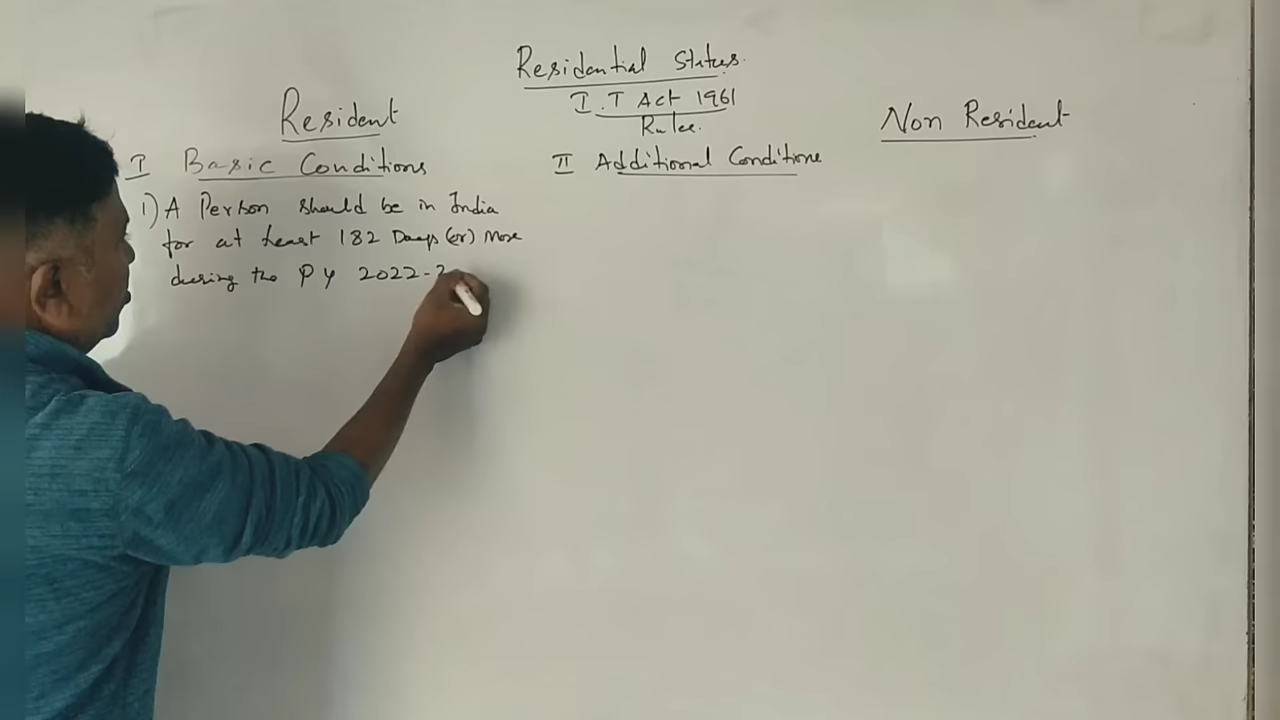 Residential Status.
I.T Act 1961
Rules.
Resident
Non Resident
I Basic Conditions
II Additional Conditions
1) A Person should be in India
for at least 182 Days (or) More
during the P Y 2022-2